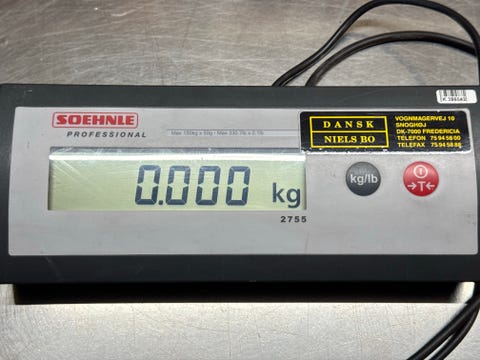 SOEHNLE
PROFESSIONAL
Max 150kg x 50g - Max 330.7lb x 0.1lb
DANSK
NIELS BO
VOGNMAGERVEJ 10
SNOGHØJ
DK-7000 FREDERICIA
TELEFON 75 94 58 00
TELEFAX 75 94 58 88
0.000 kg
kg/lb
→T←
2755